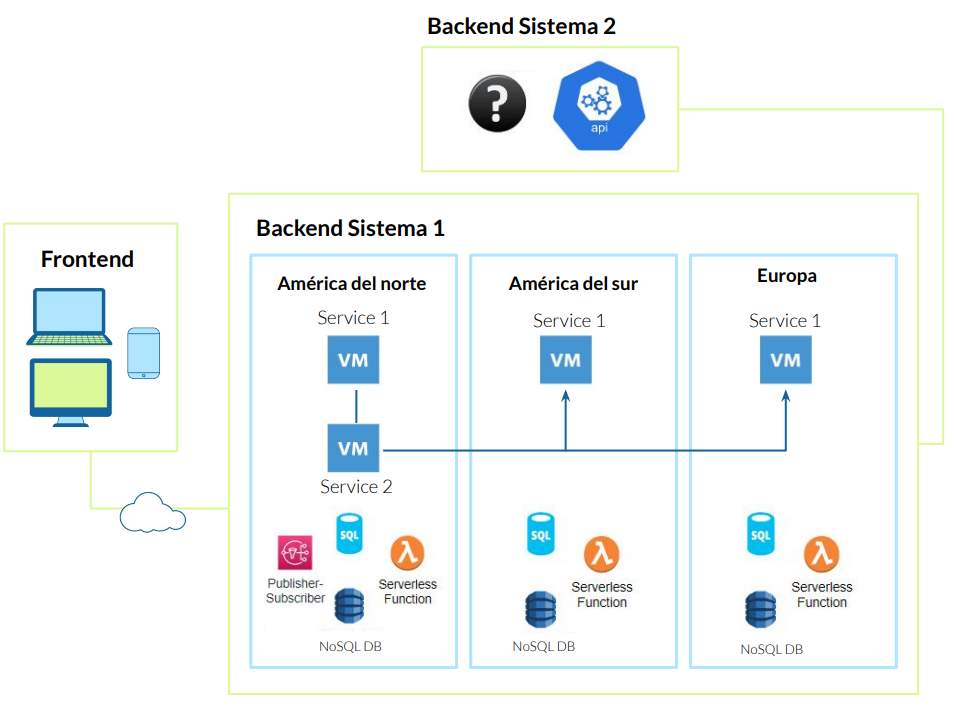 Backend Sistema 2
?
api
Backend Sistema 1
Frontend
América del norte
Service 1
VM
VM
Service 2
SQL
Publisher-
Subscriber
λ
Serverless
Function
NoSQL DB
América del sur
Service 1
VM
SQL
λ
Serverless
Function
NoSQL DB
Europa
Service 1
VM
SQL
λ
Serverless
Function
NoSQL DB